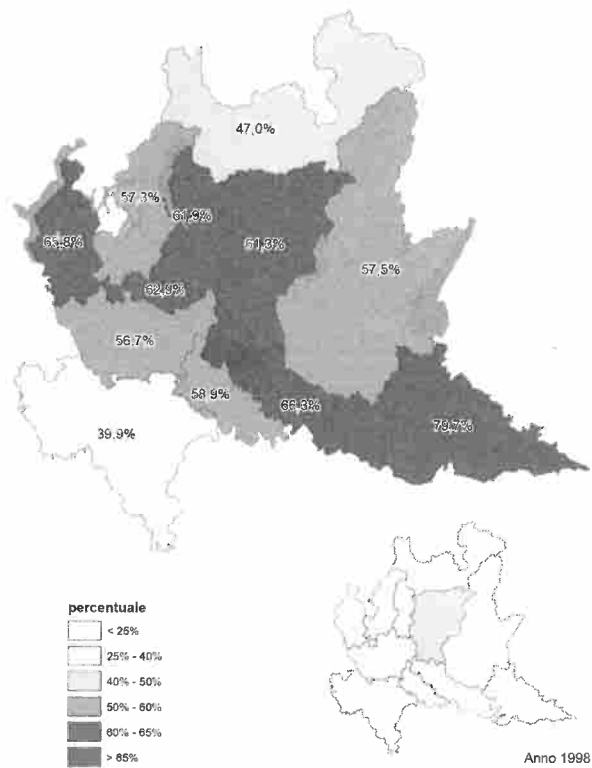 47,0%
57,3%
61,9%
61,3%
63,8%
57,5%
62,9%
56,7%
58,9%
66,3%
39,9%
79,7%
percentuale
< 25%
25% - 40%
40% - 50%
50% - 60%
60% - 65%
> 65%
Anno 1998